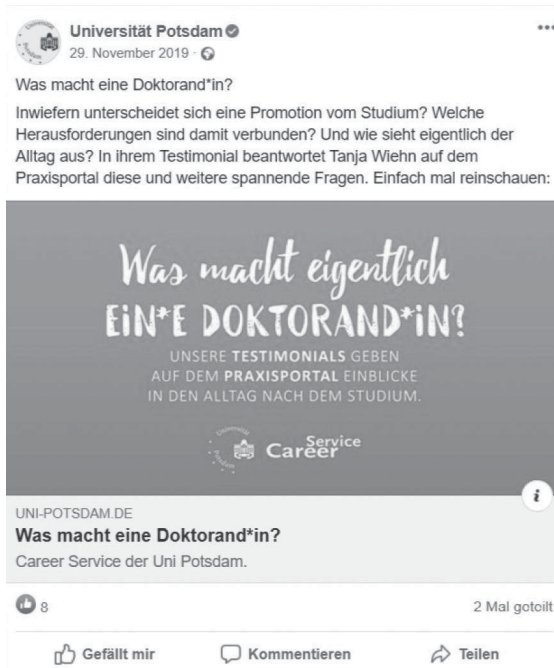 Universität Potsdam
29. November 2019 ·
Was macht eine Doktorand*in?
Inwiefern unterscheidet sich eine Promotion vom Studium? Welche
Herausforderungen sind damit verbunden? Und wie sieht eigentlich der
Alltag aus? In ihrem Testimonial beantwortet Tanja Wiehn auf dem
Praxisportal diese und weitere spannende Fragen. Einfach mal reinschauen:
Was macht eigentlich
EiN*E DOKTORAND*iN?
UNSERE TESTIMONIALS GEBEN
AUF DEM PRAXISPORTAL EINBLICKE
IN DEN ALLTAG NACH DEM STUDIUM.
Universität
Potsdam
Service
Career
i
UNI-POTSDAM.DE
Was macht eine Doktorand*in?
Career Service der Uni Potsdam.
8
2 Mal geteilt
Gefällt mir
Kommentieren
Teilen